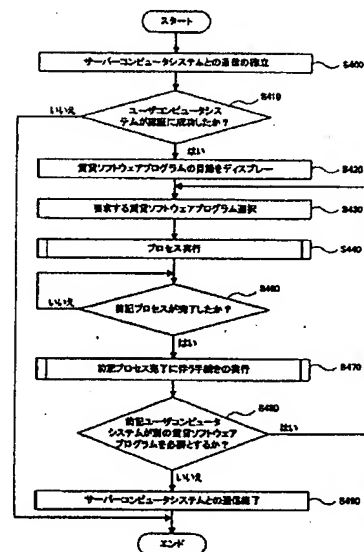 スタート
サーバーコンピュータシステムとの通信の確立
S400
S410
ユーザコンピュータシス
テムが認証に成功したか?
いいえ
はい
賃貸ソフトウェアプログラムの目録をディスプレー
S420
要求する賃貸ソフトウェアプログラム選択
S430
プロセス実行
S440
S460
いいえ
前記プロセスが完了したか?
はい
前記プロセス完了に伴う手続きの実行
S470
S480
前記ユーザコンピュータ
システムが別の賃貸ソフトウェア
プログラムを必要とするか?
はい
いいえ
サーバーコンピュータシステムとの通信終了
S490
エンド